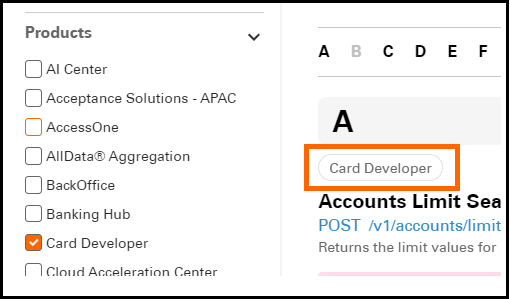 Products
AI Center
Acceptance Solutions - APAC
AccessOne
AllData® Aggregation
BackOffice
Banking Hub
Card Developer
Cloud Acceleration Center
A B C D E F
A
Card Developer
Accounts Limit Sea
POST /v1/accounts/limit
Returns the limit values for